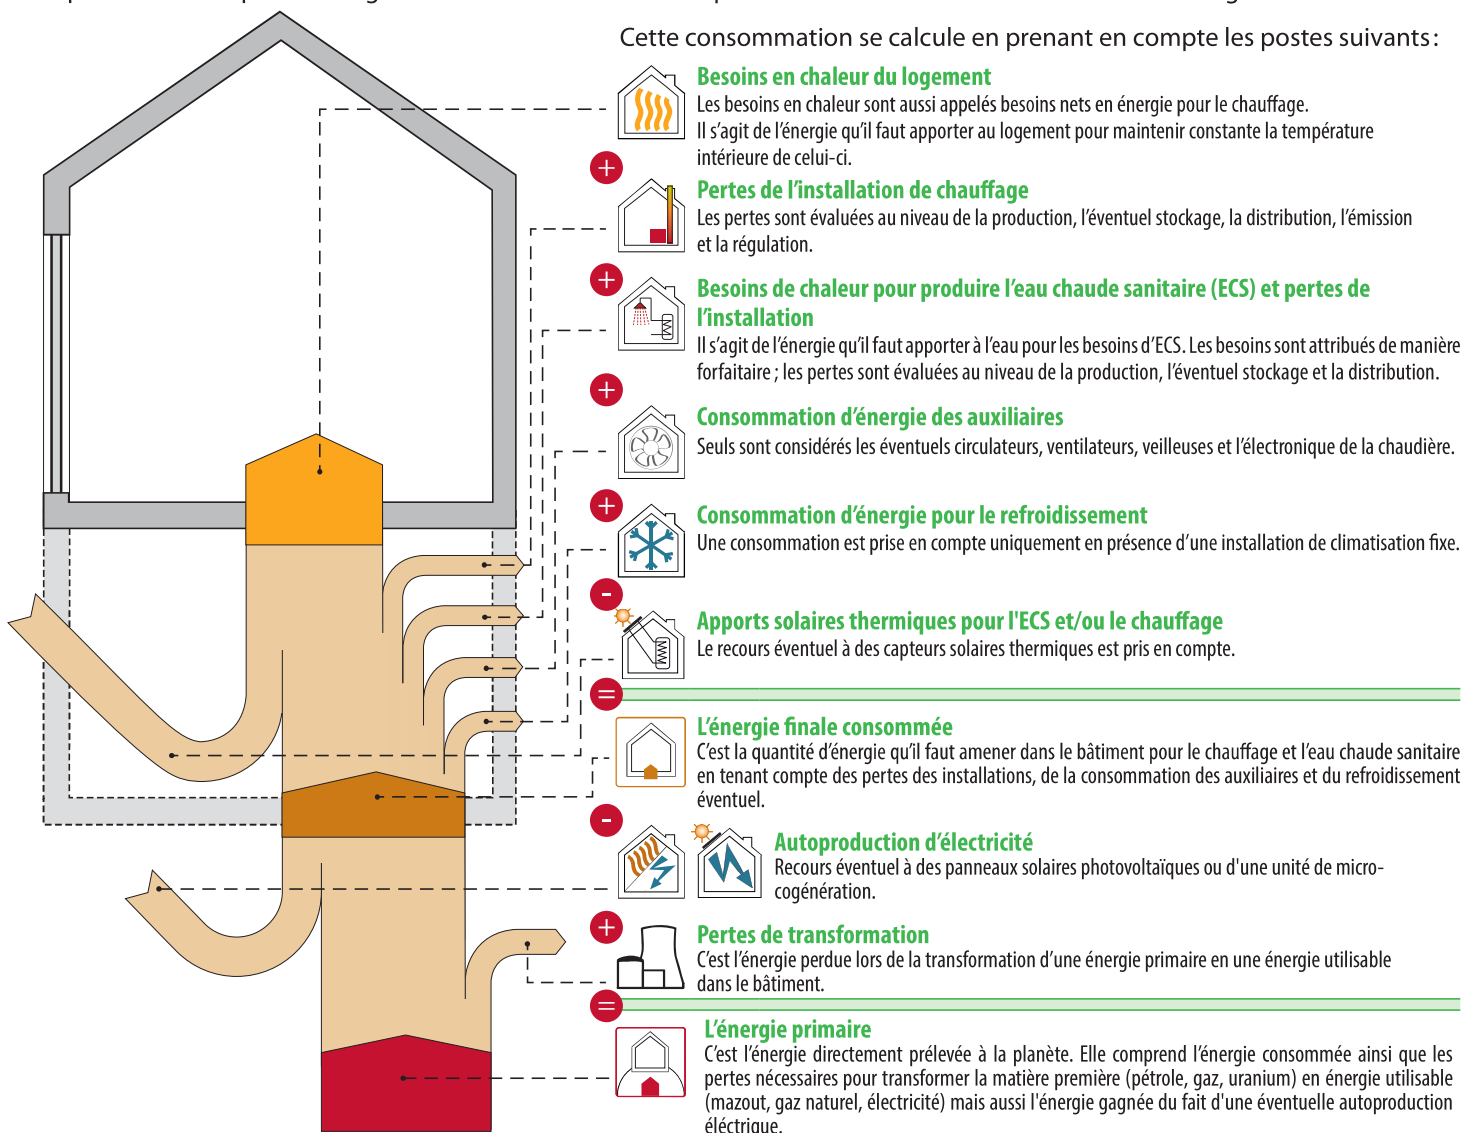 Cette consommation se calcule en prenant en compte les postes suivants :
Besoins en chaleur du logement
Les besoins en chaleur sont aussi appelés besoins nets en énergie pour le chauffage.
Il s’agit de l’énergie qu’il faut apporter au logement pour maintenir constante la température
intérieure de celui-ci.
+
Pertes de l’installation de chauffage
Les pertes sont évaluées au niveau de la production, l’éventuel stockage, la distribution, l’émission
et la régulation.
+
Besoins de chaleur pour produire l’eau chaude sanitaire (ECS) et pertes de
l’installation
Il s’agit de l’énergie qu’il faut apporter à l’eau pour les besoins d’ECS. Les besoins sont attribués de manière
forfaitaire ; les pertes sont évaluées au niveau de la production, l’éventuel stockage et la distribution.
+
Consommation d’énergie des auxiliaires
Seuls sont considérés les éventuels circulateurs, ventilateurs, veilleuses et l’électronique de la chaudière.
+
Consommation d’énergie pour le refroidissement
Une consommation est prise en compte uniquement en présence d’une installation de climatisation fixe.
-
Apports solaires thermiques pour l'ECS et/ou le chauffage
Le recours éventuel à des capteurs solaires thermiques est pris en compte.
=
L’énergie finale consommée
C’est la quantité d’énergie qu’il faut amener dans le bâtiment pour le chauffage et l’eau chaude sanitaire
en tenant compte des pertes des installations, de la consommation des auxiliaires et du refroidissement
éventuel.
-
Autoproduction d’électricité
Recours éventuel à des panneaux solaires photovoltaïques ou d'une unité de micro-
cogénération.
+
Pertes de transformation
C’est l’énergie perdue lors de la transformation d’une énergie primaire en une énergie utilisable
dans le bâtiment.
=
L’énergie primaire
C’est l’énergie directement prélevée à la planète. Elle comprend l’énergie consommée ainsi que les
pertes nécessaires pour transformer la matière première (pétrole, gaz, uranium) en énergie utilisable
(mazout, gaz naturel, électricité) mais aussi l'énergie gagnée du fait d'une éventuelle autoproduction
éléctrique.